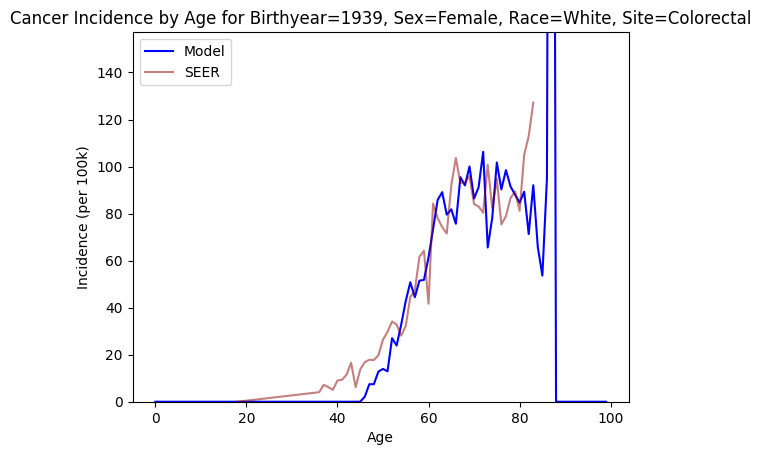 Cancer Incidence by Age for Birthyear=1939, Sex=Female, Race=White, Site=Colorectal
Model
SEER
140
120
100
80
60
40
20
0
Incidence (per 100k)
0 20 40 60 80 100
Age